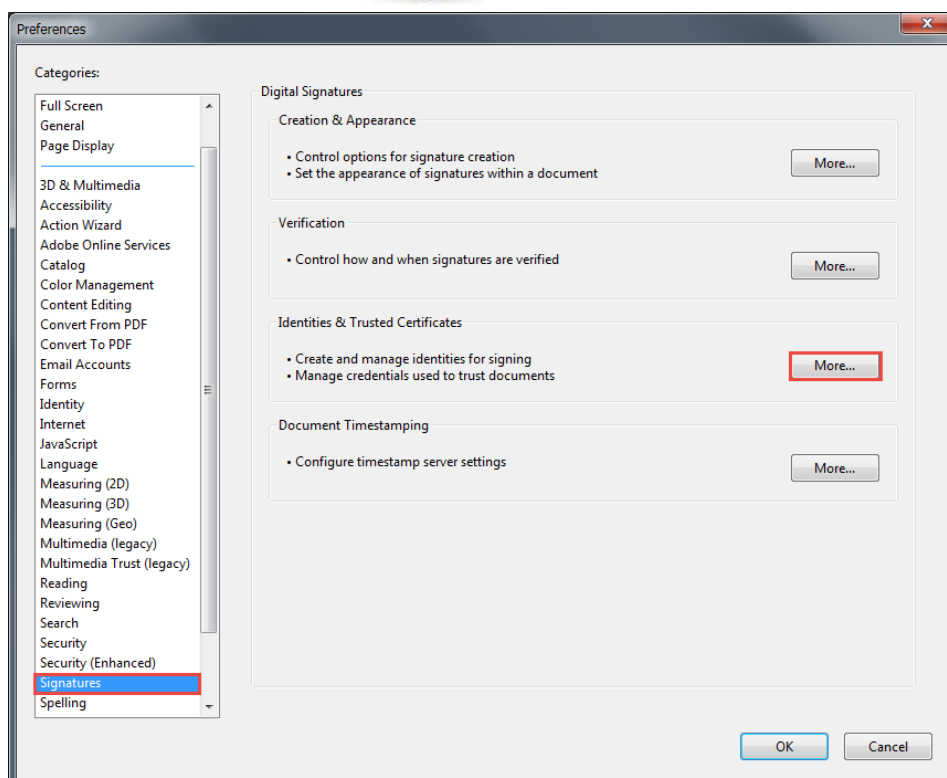 Preferences
Categories:
Full Screen
General
Page Display
3D & Multimedia
Accessibility
Action Wizard
Adobe Online Services
Catalog
Color Management
Content Editing
Convert From PDF
Convert To PDF
Email Accounts
Forms
Identity
Internet
JavaScript
Language
Measuring (2D)
Measuring (3D)
Measuring (Geo)
Multimedia (legacy)
Multimedia Trust (legacy)
Reading
Reviewing
Search
Security
Security (Enhanced)
Signatures
Spelling
Digital Signatures
Creation & Appearance
• Control options for signature creation
• Set the appearance of signatures within a document
More...
Verification
• Control how and when signatures are verified
More...
Identities & Trusted Certificates
• Create and manage identities for signing
• Manage credentials used to trust documents
More...
Document Timestamping
• Configure timestamp server settings
More...
OK
Cancel